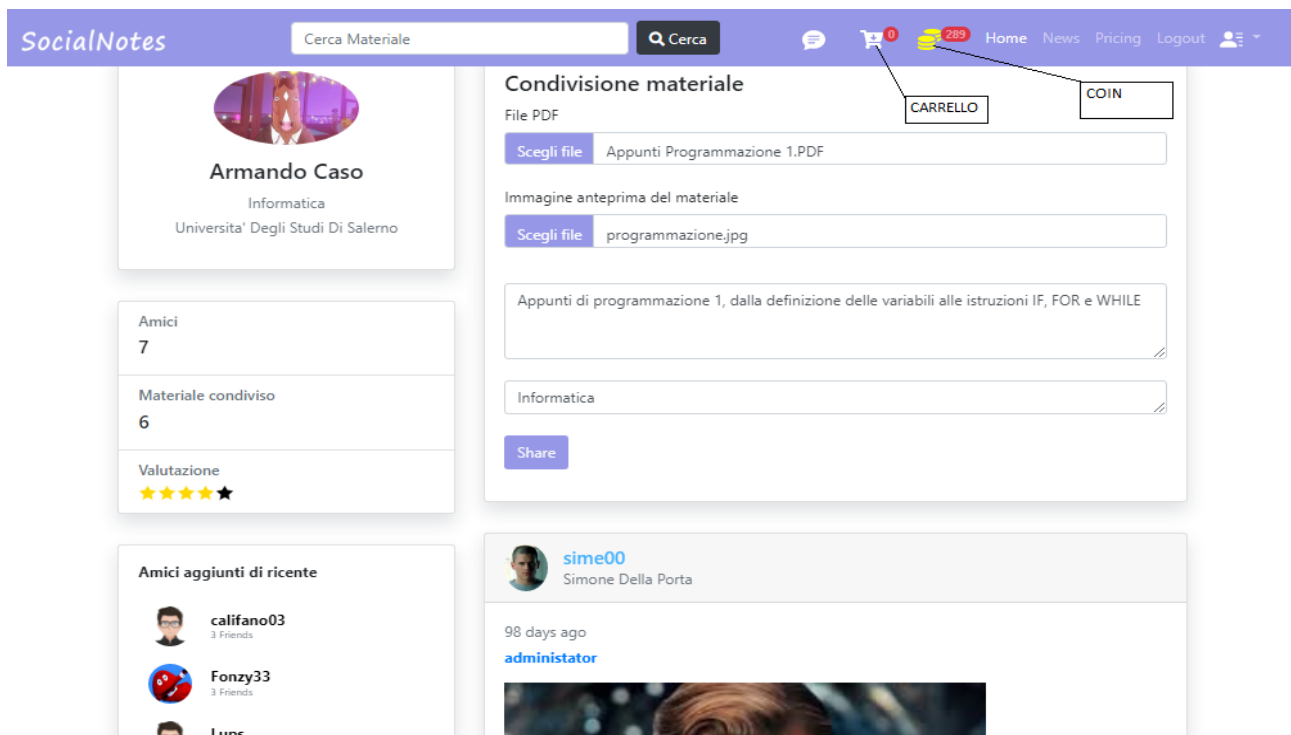 SocialNotes
Cerca Materiale
Cerca
0
289
Home
News
Pricing
Logout
CARRELLO
COIN
Armando Caso
Informatica
Universita' Degli Studi Di Salerno
Amici
7
Materiale condiviso
6
Valutazione
Amici aggiunti di ricente
califano03
3 Friends
Fonzy33
3 Friends
Condivisione materiale
File PDF
Scegli file Appunti Programmazione 1.PDF
Immagine anteprima del materiale
Scegli file programmazione.jpg
Appunti di programmazione 1, dalla definizione delle variabili alle istruzioni IF, FOR e WHILE
Informatica
Share
sime00
Simone Della Porta
98 days ago
administator